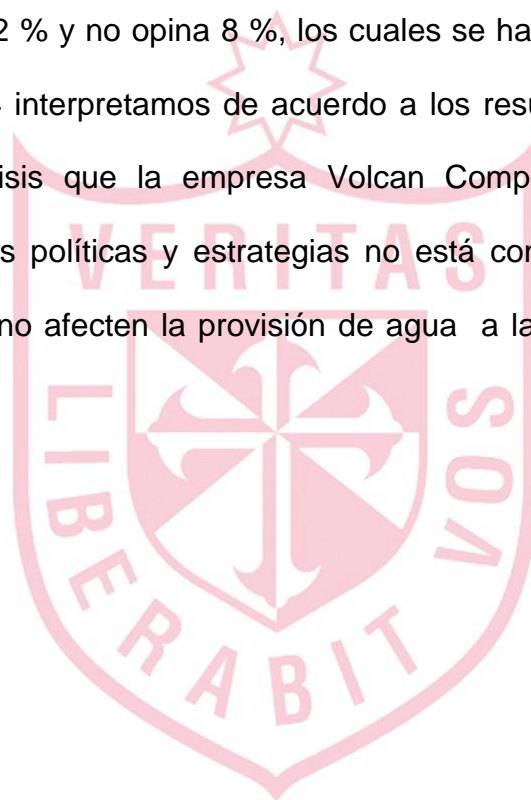 2 % y no opina 8 %, los cuales se ha
interpretamos de acuerdo a los resu
isis que la empresa Volcan Comp
s políticas y estrategias no está con
no afecten la provisión de agua a la
VERITAS
LIBERABIT VOS